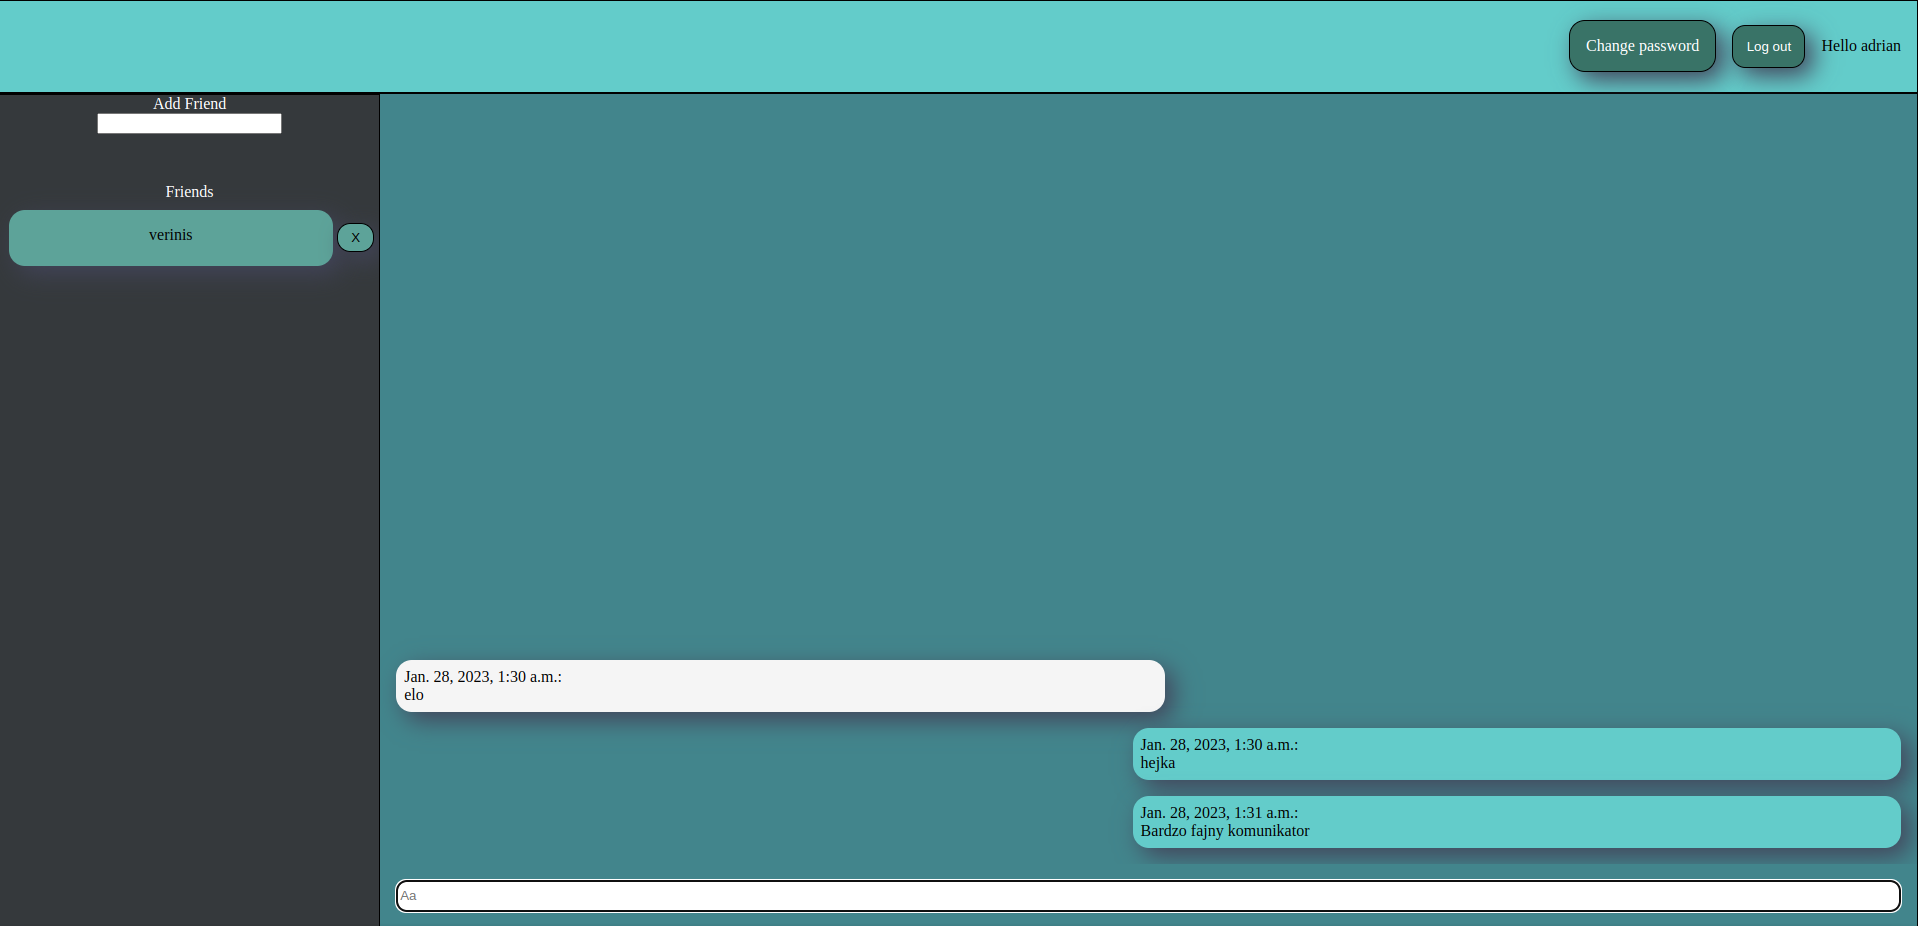 Change password
Log out
Hello adrian
Add Friend
Friends
verinis
X
Jan. 28, 2023, 1:30 a.m.:
elo
Jan. 28, 2023, 1:30 a.m.:
hejka
Jan. 28, 2023, 1:31 a.m.:
Bardzo fajny komunikator
Aa